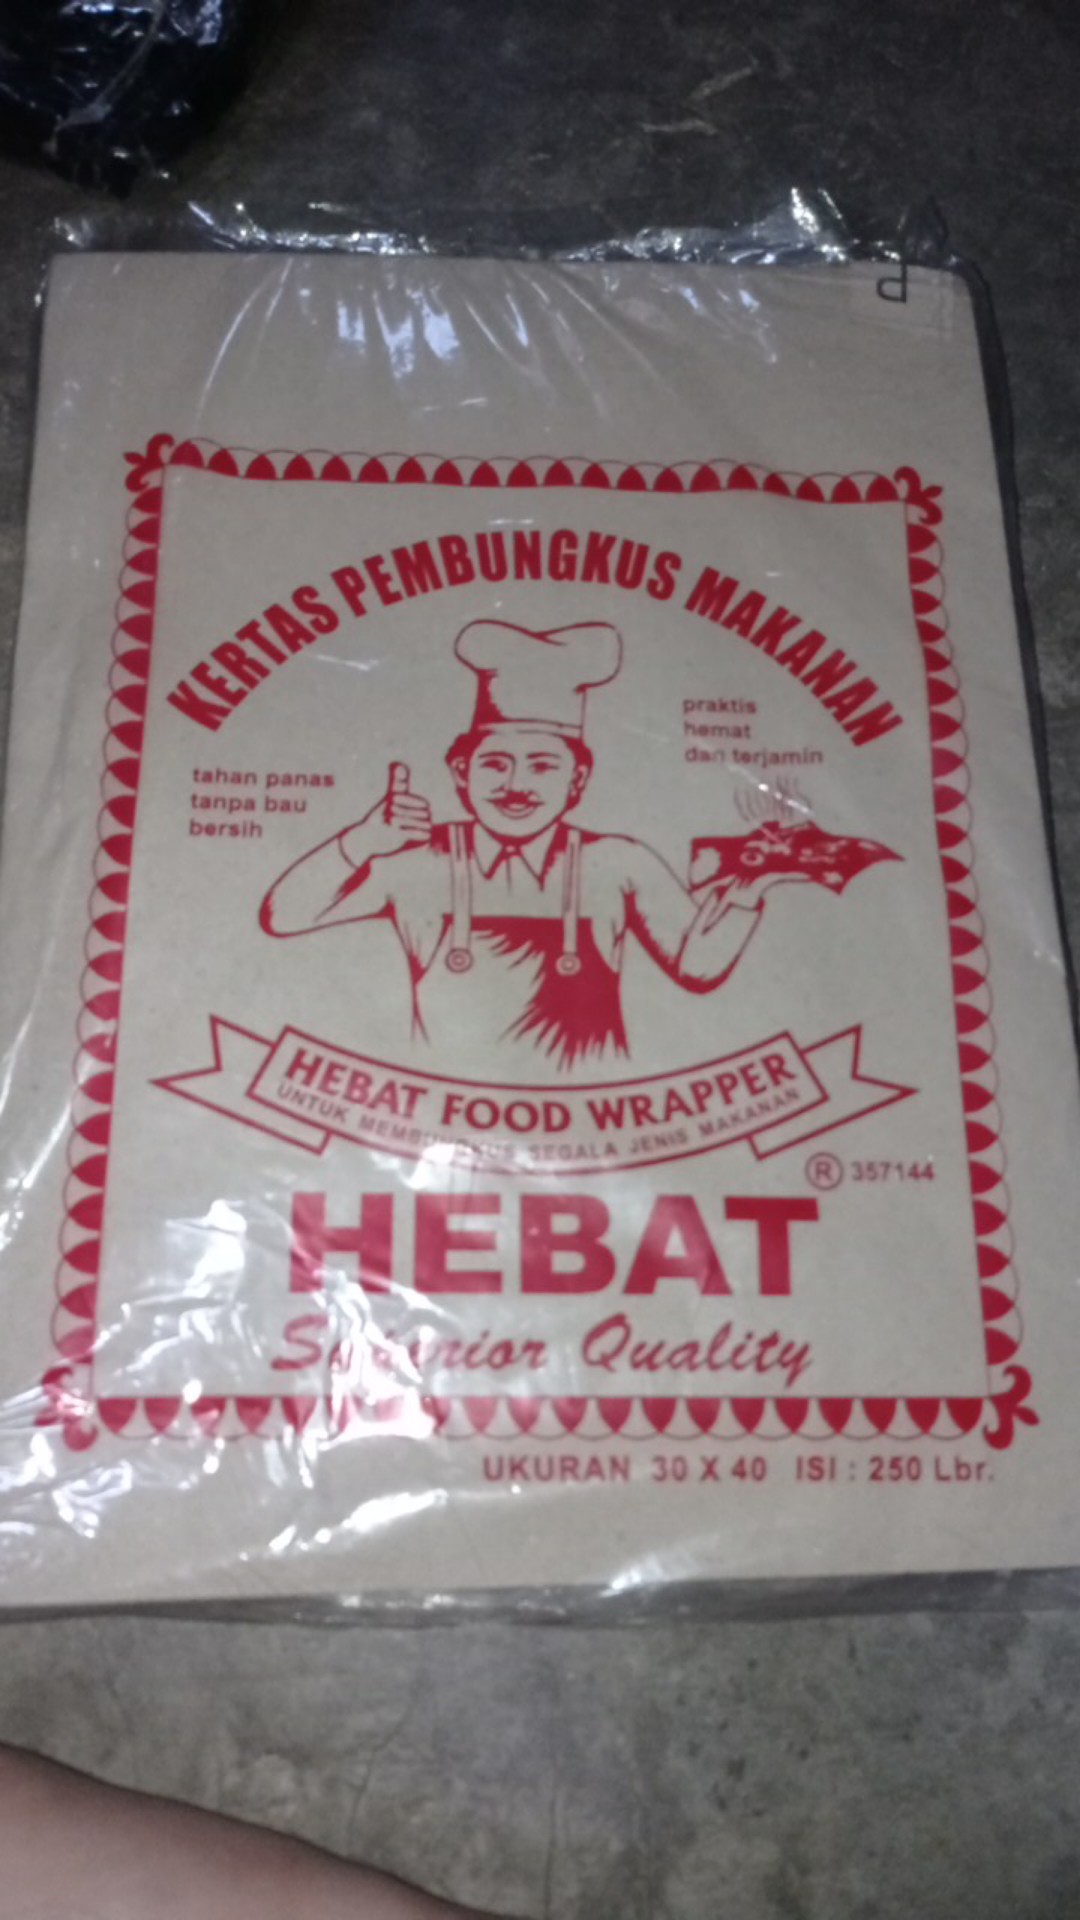 KERTAS PEMBUNGKUS MAKANAN
praktis
hemat
dan terjamin
tahan panas
tanpa bau
bersih
HEBAT FOOD WRAPPER
UNTUK MEMBUNGKUS SEGALA JENIS MAKANAN
® 357144
HEBAT
Superior Quality
UKURAN 30 X 40 ISI : 250 Lbr.